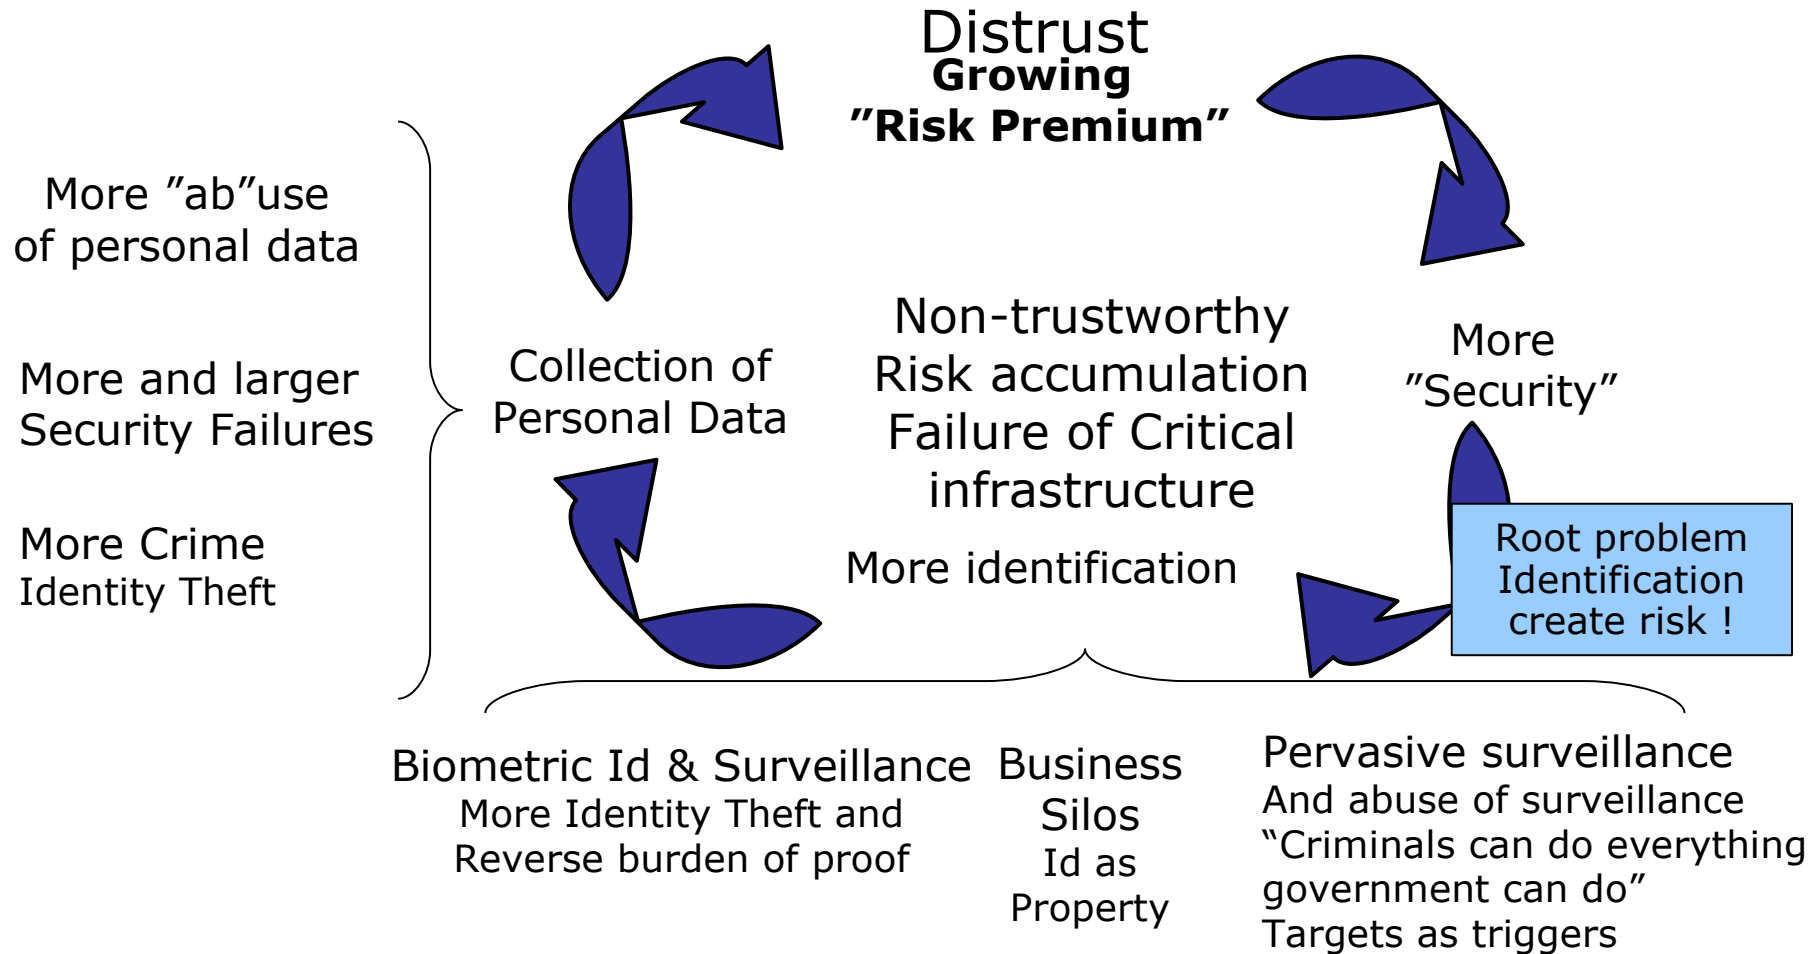 Distrust
Growing
”Risk Premium”
More ”ab”use
of personal data
More and larger
Security Failures
More Crime
Identity Theft
Collection of
Personal Data
Non-trustworthy
Risk accumulation
Failure of Critical
infrastructure
More identification
More
”Security”
Root problem
Identification
create risk !
Biometric Id & Surveillance
More Identity Theft and
Reverse burden of proof
Business
Silos
Id as
Property
Pervasive surveillance
And abuse of surveillance
“Criminals can do everything
government can do”
Targets as triggers